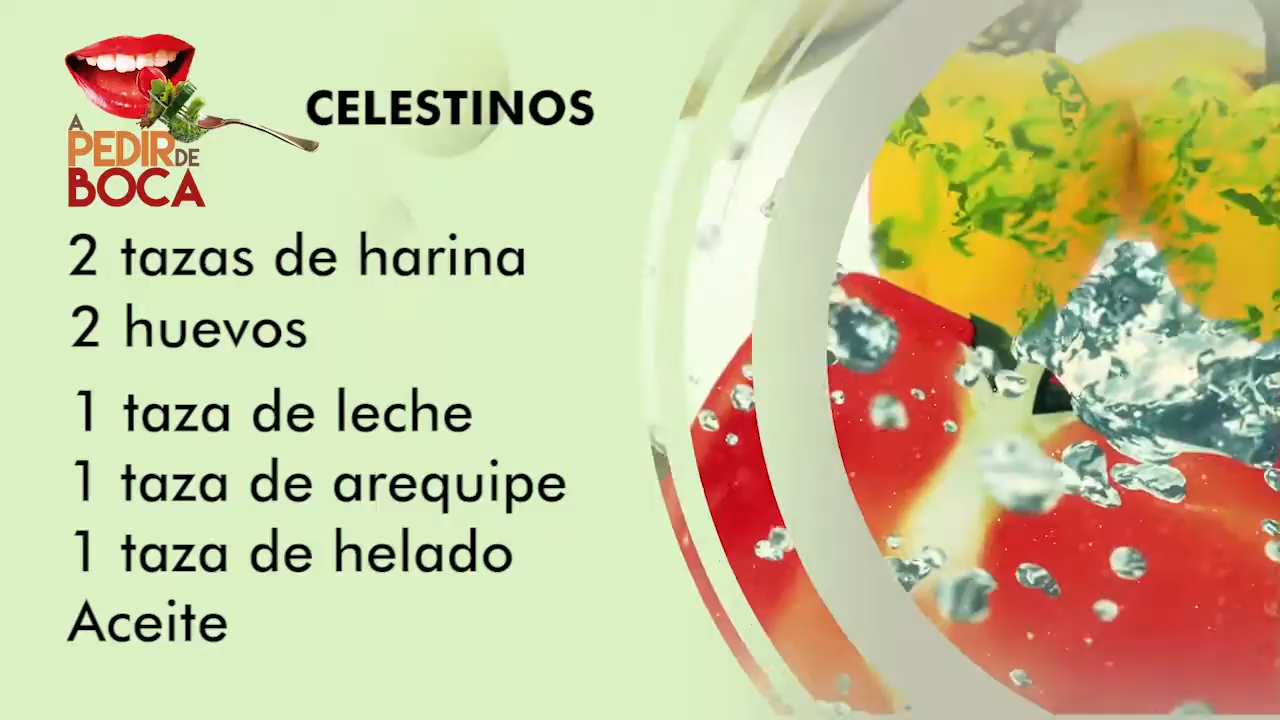 A
PEDIR DE
BOCA
CELESTINOS
2 tazas de harina
2 huevos
1 taza de leche
1 taza de arequipe
1 taza de helado
Aceite